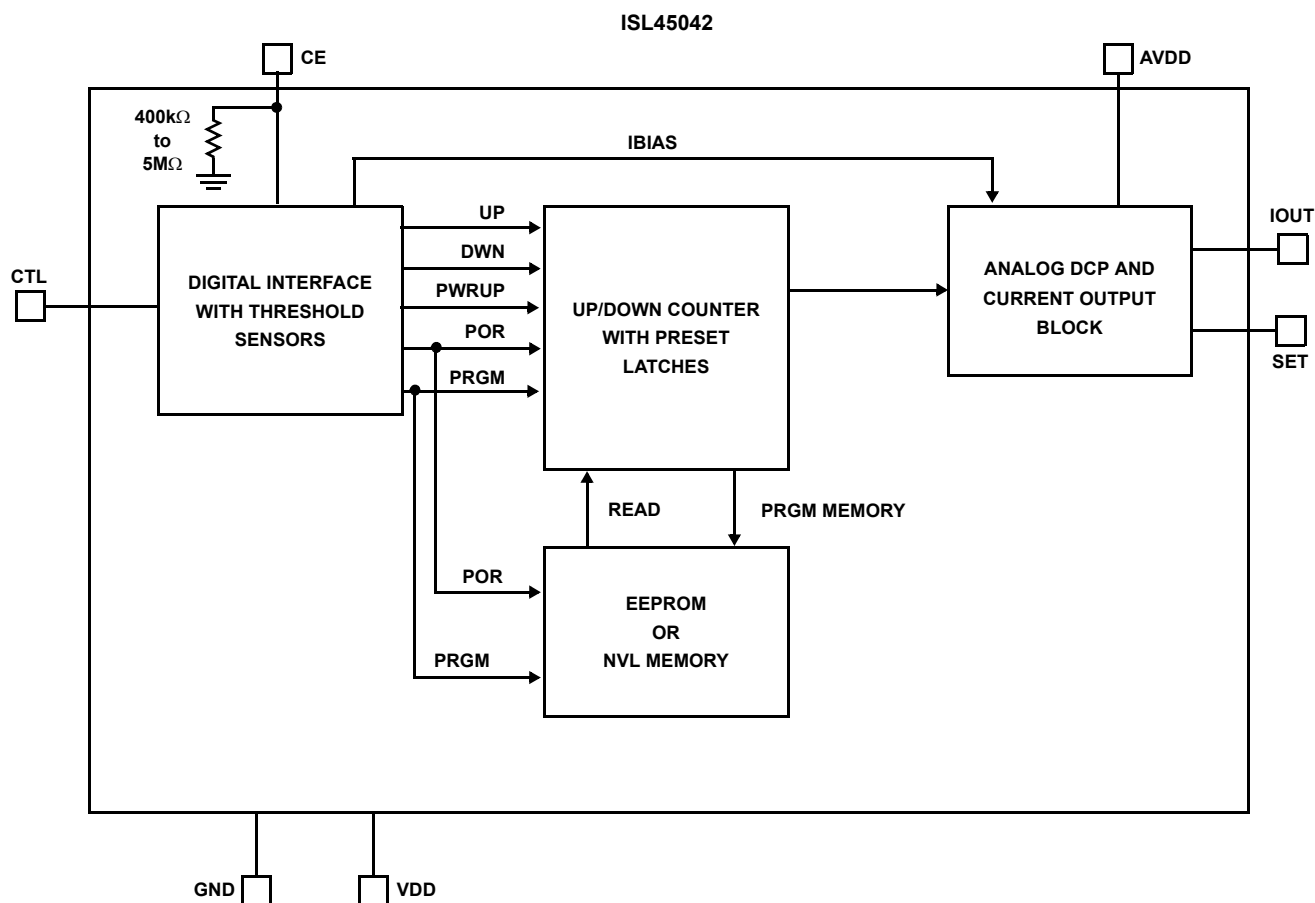 ISL45042
CE
AVDD
400kΩ
to
5MΩ
IBIAS
CTL
DIGITAL INTERFACE
WITH THRESHOLD
SENSORS
UP
DWN
PWRUP
POR
PRGM
UP/DOWN COUNTER
WITH PRESET
LATCHES
ANALOG DCP AND
CURRENT OUTPUT
BLOCK
IOUT
SET
READ
PRGM MEMORY
POR
PRGM
EEPROM
OR
NVL MEMORY
GND
VDD